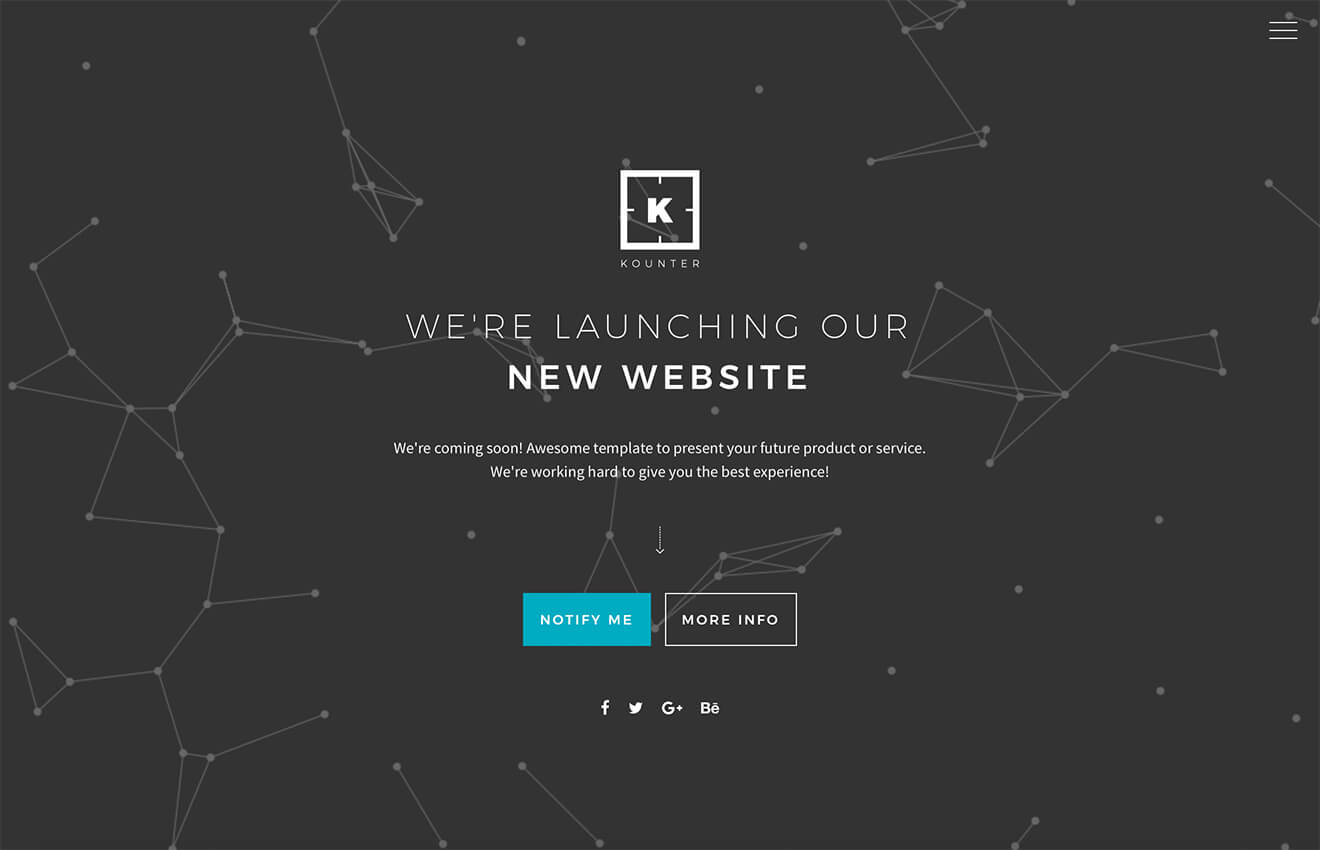 K
KOUNTER
WE'RE LAUNCHING OUR
NEW WEBSITE
We're coming soon! Awesome template to present your future product or service.
We're working hard to give you the best experience!
NOTIFY ME
MORE INFO
f G+ Bē